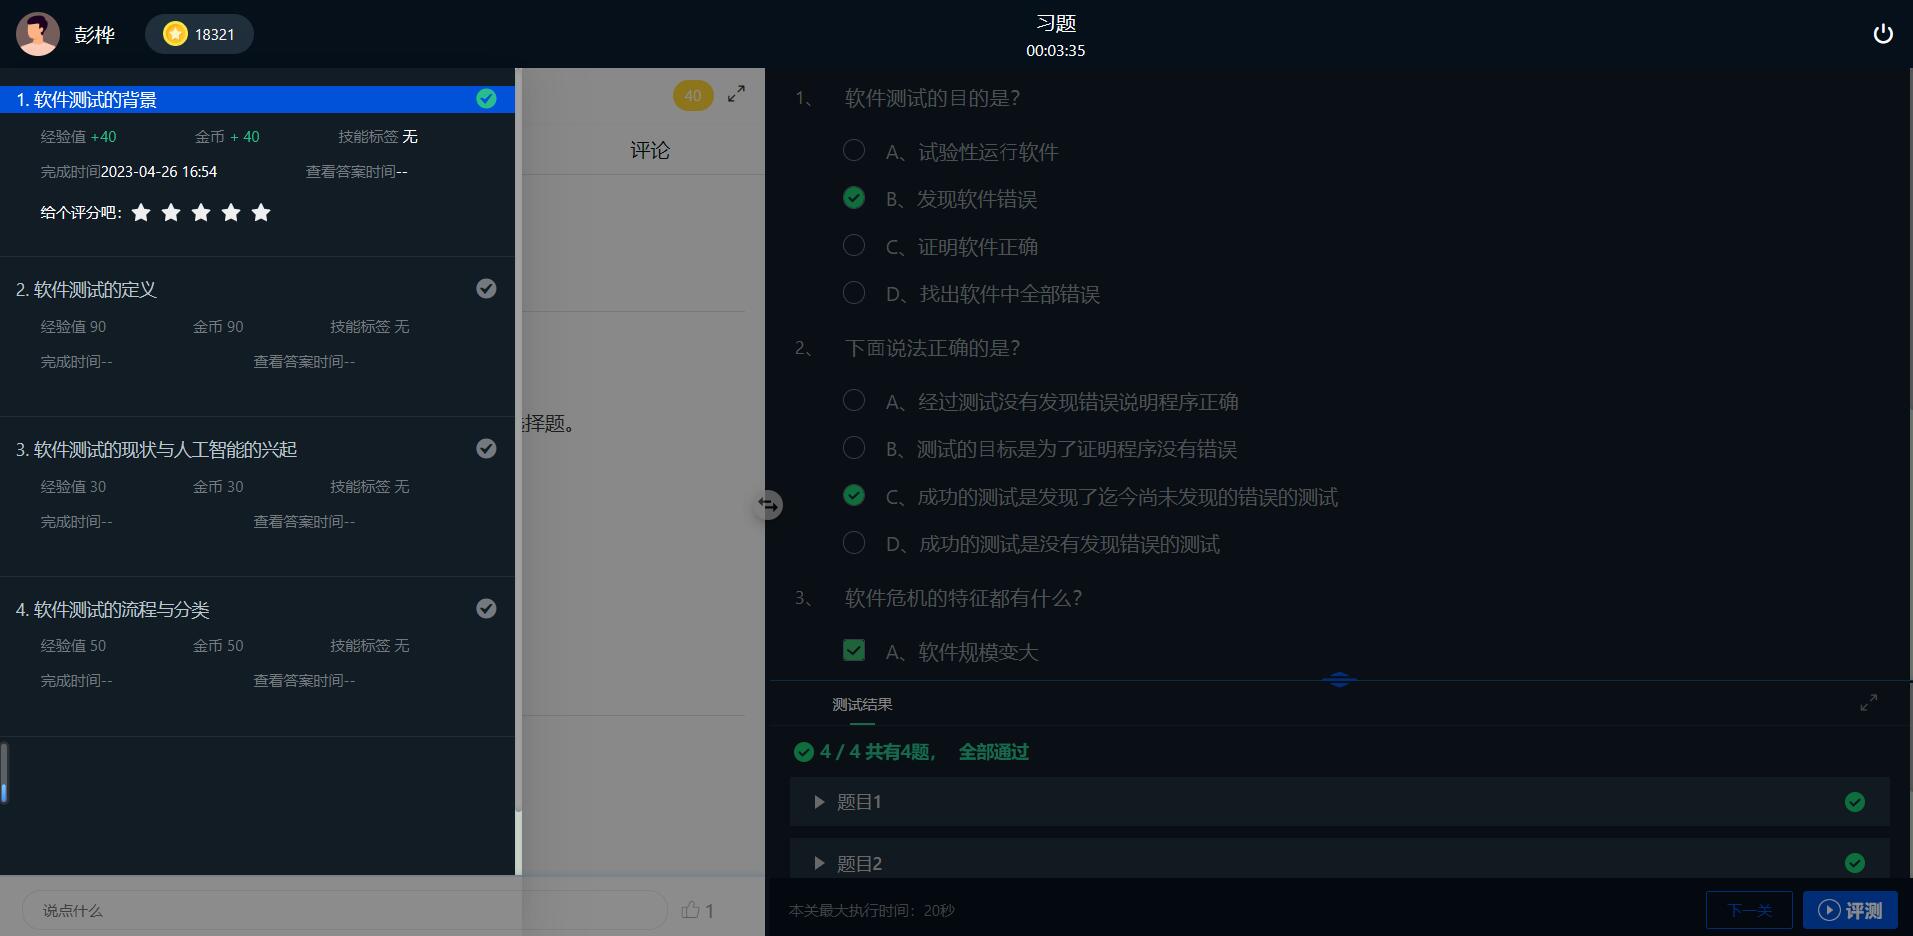 彭桦
18321
习题
00:03:35
1. 软件测试的背景
经验值 +40 金币 + 40 技能标签 无
完成时间2023-04-26 16:54 查看答案时间--
给个评分吧：
2. 软件测试的定义
经验值 90 金币 90 技能标签 无
完成时间-- 查看答案时间--
3. 软件测试的现状与人工智能的兴起
经验值 30 金币 30 技能标签 无
完成时间-- 查看答案时间--
4. 软件测试的流程与分类
经验值 50 金币 50 技能标签 无
完成时间-- 查看答案时间--
40
评论
择题。
说点什么
1
1、 软件测试的目的是？
A、试验性运行软件
B、发现软件错误
C、证明软件正确
D、找出软件中全部错误
2、 下面说法正确的是？
A、经过测试没有发现错误说明程序正确
B、测试的目标是为了证明程序没有错误
C、成功的测试是发现了迄今尚未发现的错误的测试
D、成功的测试是没有发现错误的测试
3、 软件危机的特征都有什么？
A、软件规模变大
测试结果
4 / 4 共有4题， 全部通过
题目1
题目2
本关最大执行时间：20秒
下一关
评测